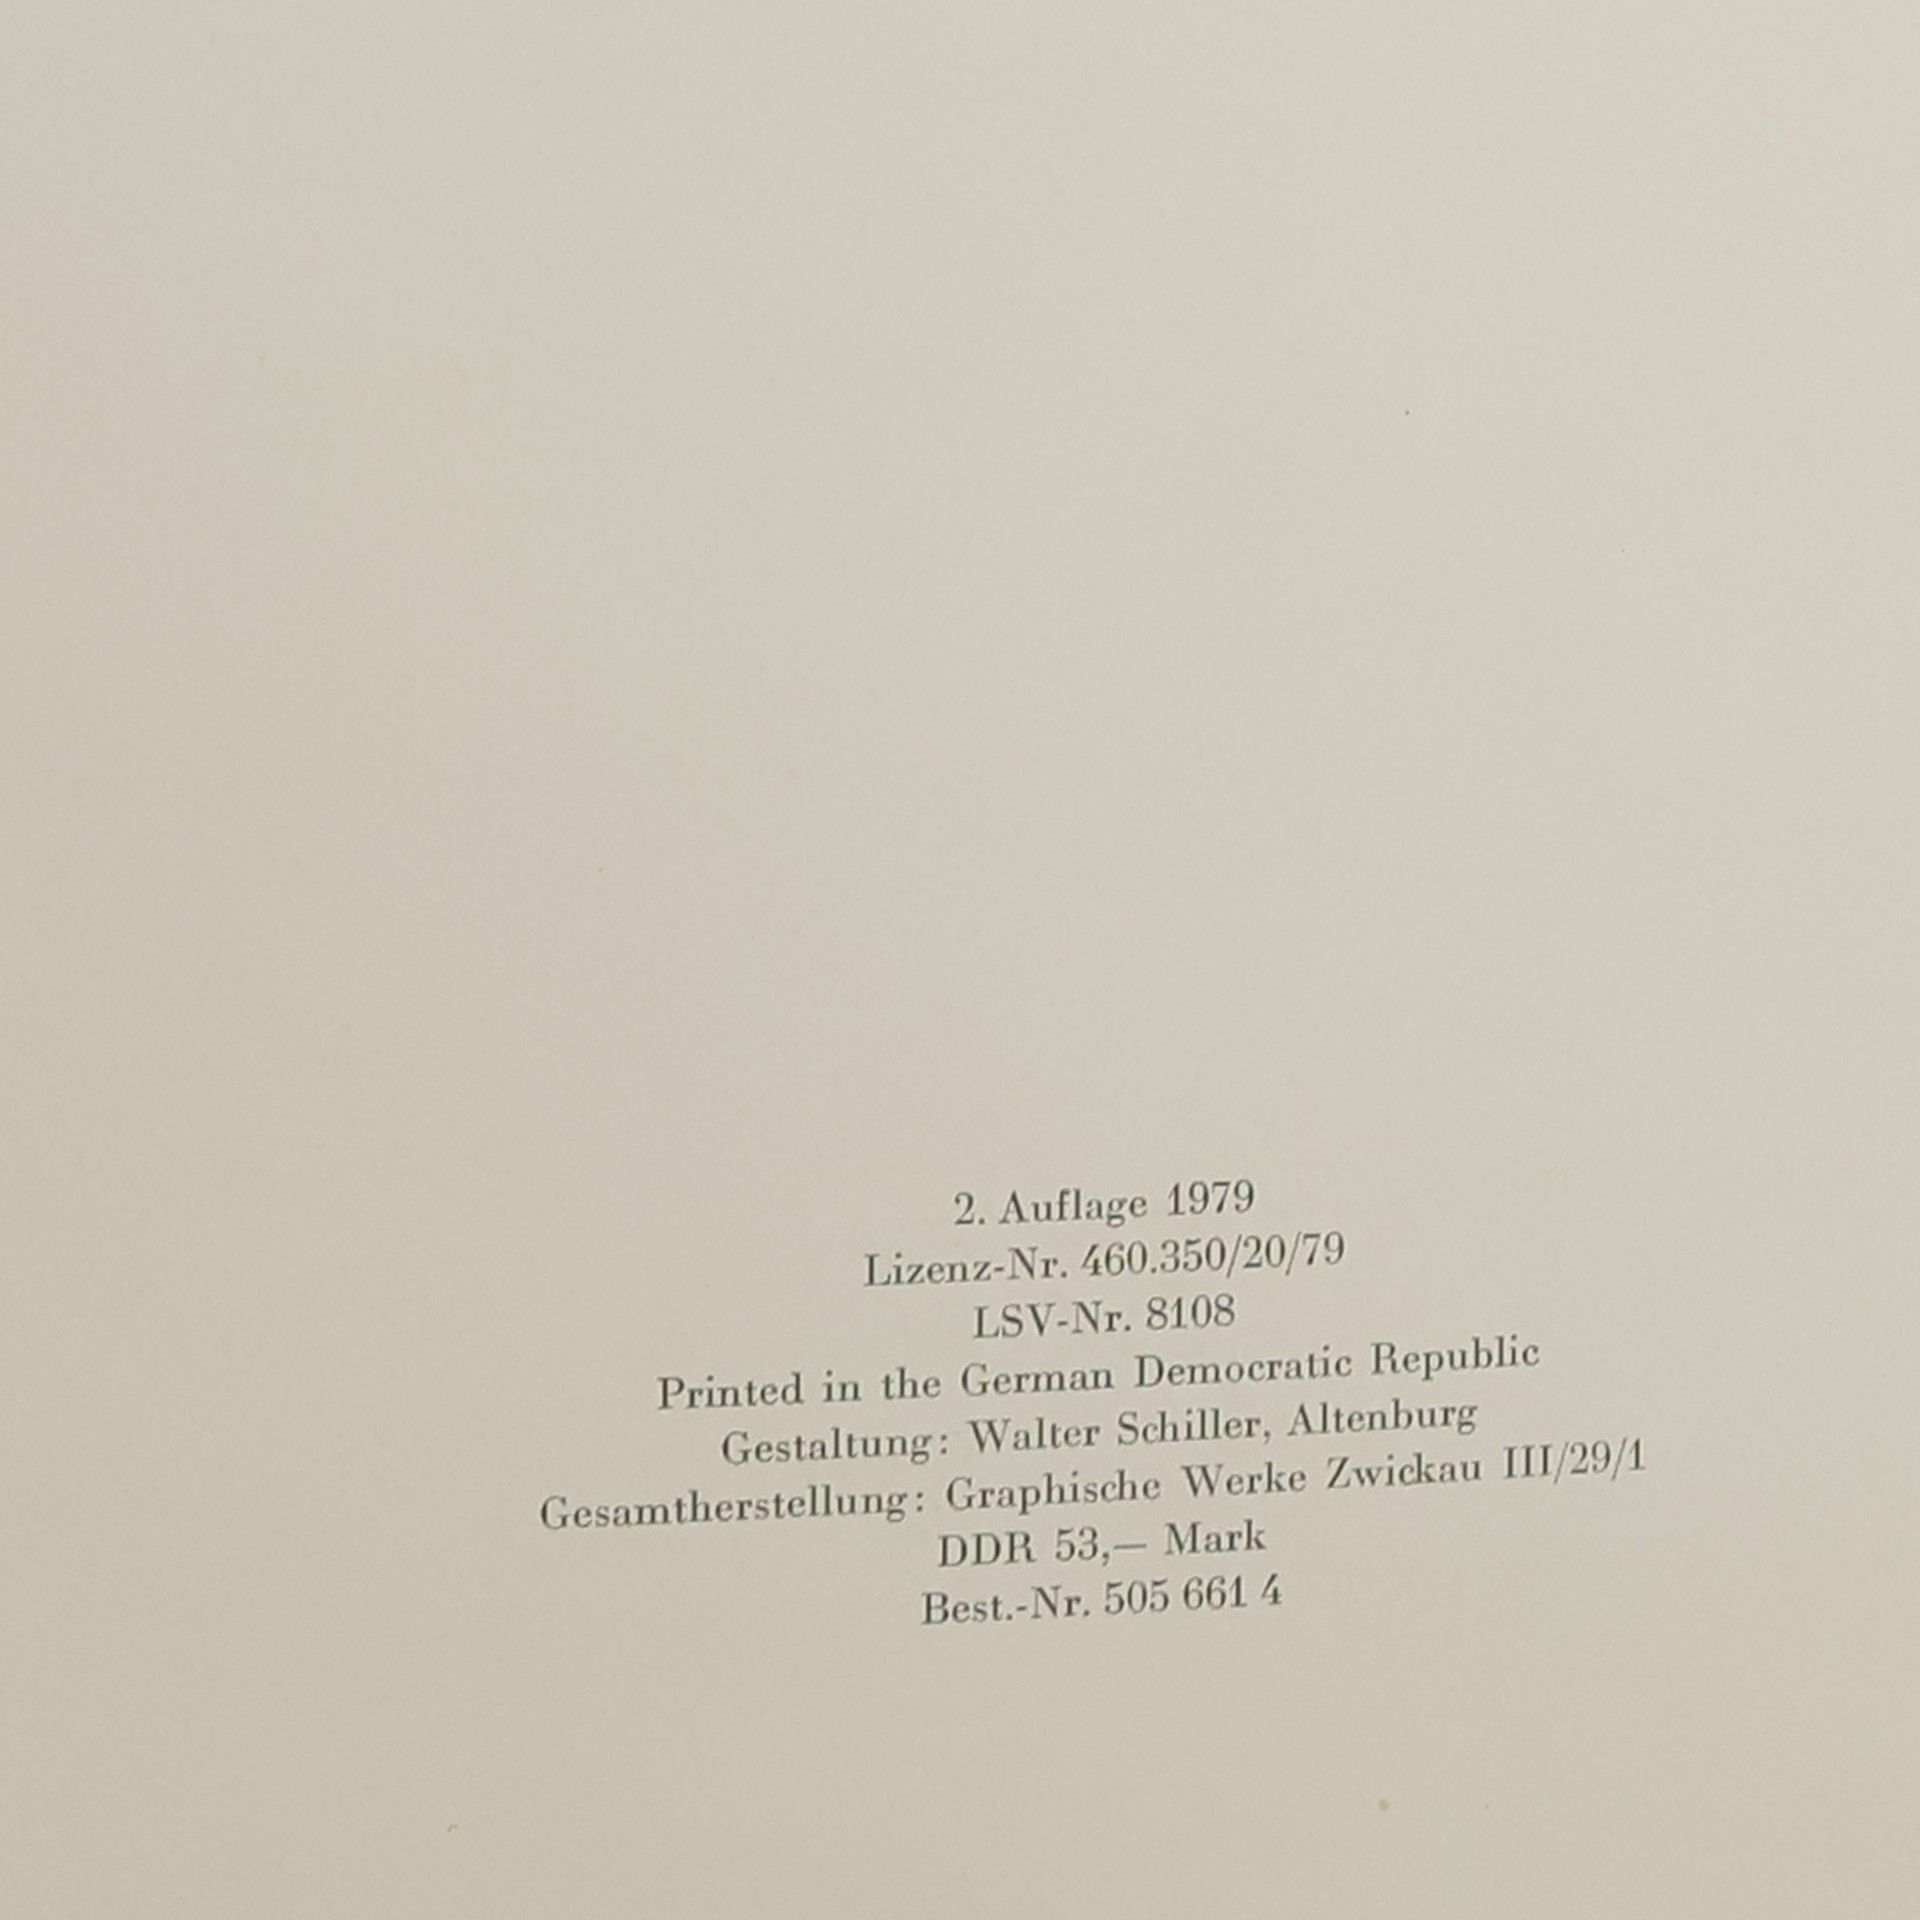 2. Auflage 1979
Lizenz-Nr. 460.350/20/79
LSV-Nr. 8108
Printed in the German Democratic Republic
Gestaltung: Walter Schiller, Altenburg
Gesamtherstellung: Graphische Werke Zwickau III/29/1
DDR 53,— Mark
Best.-Nr. 505 661 4